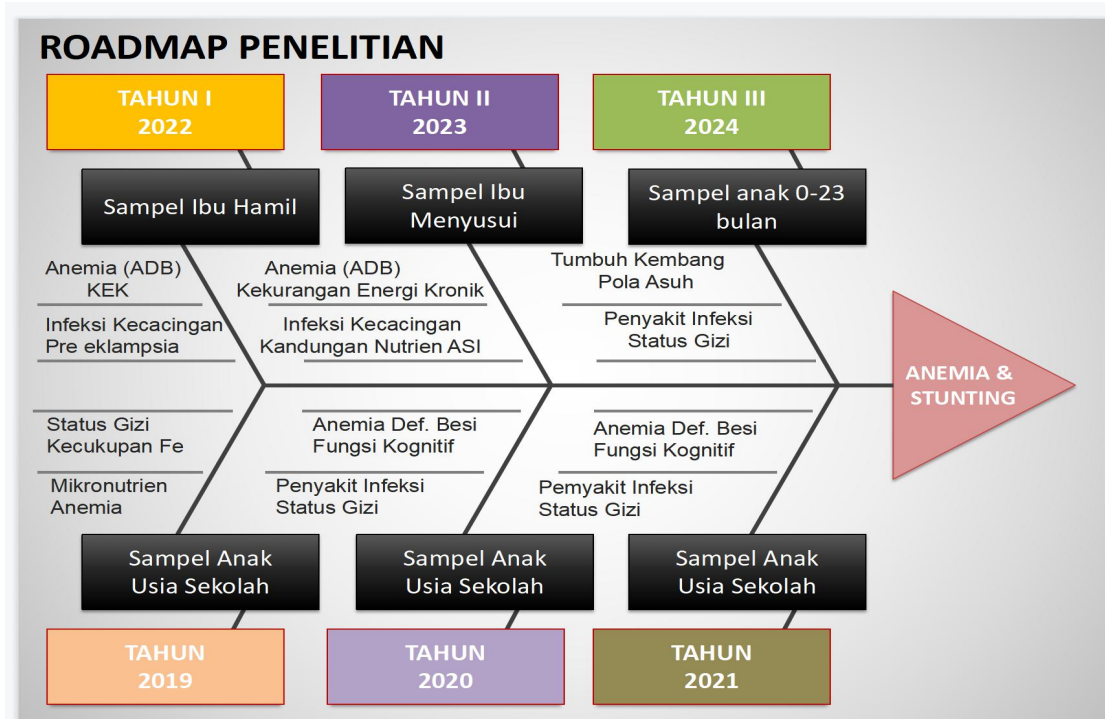 ROADMAP PENELITIAN
TAHUN I
2022
TAHUN II
2023
TAHUN III
2024
Sampel Ibu Hamil
Sampel Ibu
Menyusui
Sampel anak 0-23
bulan
Anemia (ADB)
KEK
Infeksi Kecacingan
Pre eklampsia
Anemia (ADB)
Kekurangan Energi Kronik
Infeksi Kecacingan
Kandungan Nutrien ASI
Tumbuh Kembang
Pola Asuh
Penyakit Infeksi
Status Gizi
ANEMIA &
STUNTING
Status Gizi
Kecukupan Fe
Mikronutrien
Anemia
Anemia Def. Besi
Fungsi Kognitif
Penyakit Infeksi
Status Gizi
Anemia Def. Besi
Fungsi Kognitif
Pemyakit Infeksi
Status Gizi
Sampel Anak
Usia Sekolah
Sampel Anak
Usia Sekolah
Sampel Anak
Usia Sekolah
TAHUN
2019
TAHUN
2020
TAHUN
2021